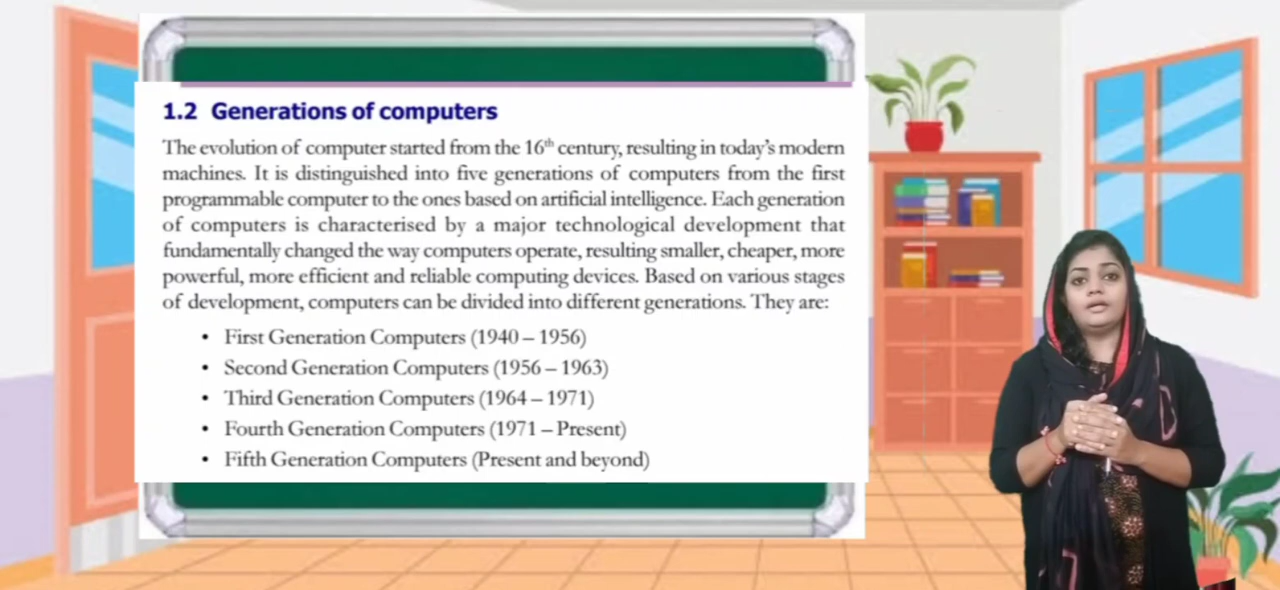 1.2 Generations of computers
The evolution of computer started from the 16th century, resulting in today's modern
machines. It is distinguished into five generations of computers from the first
programmable computer to the ones based on artificial intelligence. Each generation
of computers is characterised by a major technological development that
fundamentally changed the way computers operate, resulting smaller, cheaper, more
powerful, more efficient and reliable computing devices. Based on various stages
of development, computers can be divided into different generations. They are:
• First Generation Computers (1940 – 1956)
• Second Generation Computers (1956 – 1963)
• Third Generation Computers (1964 – 1971)
• Fourth Generation Computers (1971 – Present)
• Fifth Generation Computers (Present and beyond)